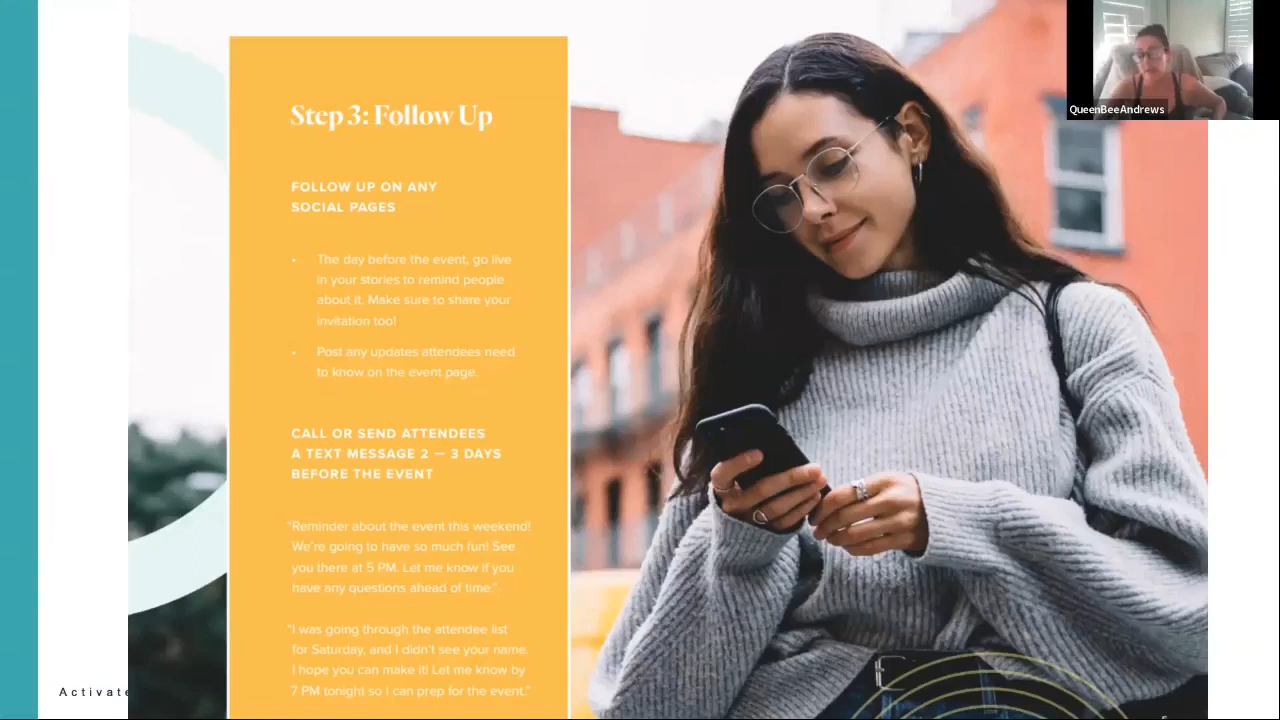 QueenBeeAndrews
Step 3: Follow Up
FOLLOW UP ON ANY
SOCIAL PAGES
• The day before the event, go live
in your stories to remind people
about it. Make sure to share your
invitation too!
• Post any updates attendees need
to know on the event page.
CALL OR SEND ATTENDEES
A TEXT MESSAGE 2 — 3 DAYS
BEFORE THE EVENT
“Reminder about the event this weekend!
We’re going to have so much fun! See
you there at 5 PM. Let me know if you
have any questions ahead of time.”
“I was going through the attendee list
for Saturday, and I didn’t see your name.
I hope you can make it! Let me know by
7 PM tonight so I can prep for the event.”
Activate